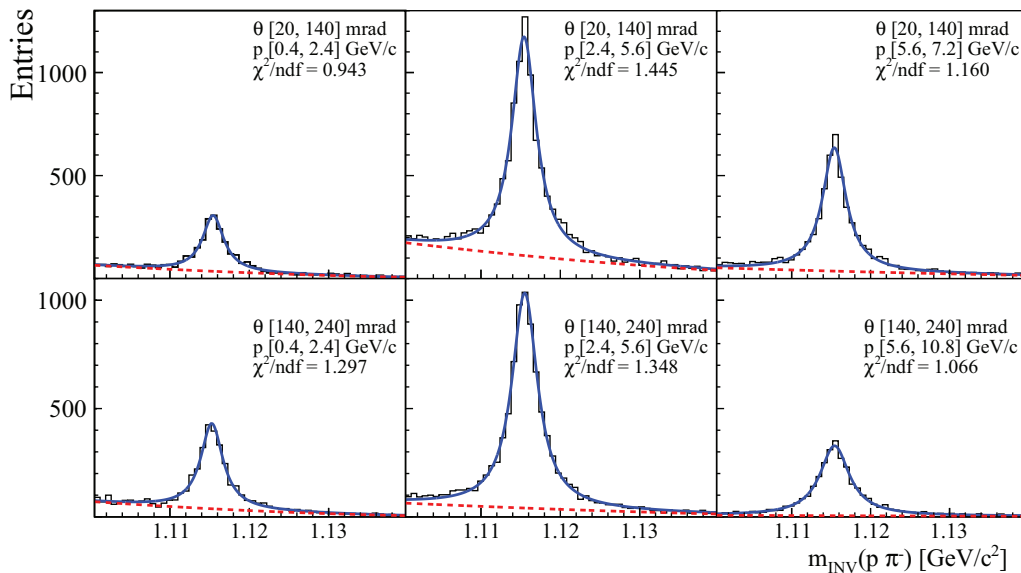 Entries
θ [20, 140] mrad
p [0.4, 2.4] GeV/c
χ²/ndf = 0.943
θ [20, 140] mrad
p [2.4, 5.6] GeV/c
χ²/ndf = 1.445
θ [20, 140] mrad
p [5.6, 7.2] GeV/c
χ²/ndf = 1.160
1000
500
θ [140, 240] mrad
p [0.4, 2.4] GeV/c
χ²/ndf = 1.297
θ [140, 240] mrad
p [2.4, 5.6] GeV/c
χ²/ndf = 1.348
θ [140, 240] mrad
p [5.6, 10.8] GeV/c
χ²/ndf = 1.066
1000
500
1.11 1.12 1.13 1.11 1.12 1.13 1.11 1.12 1.13
m_INV(p π⁻) [GeV/c²]